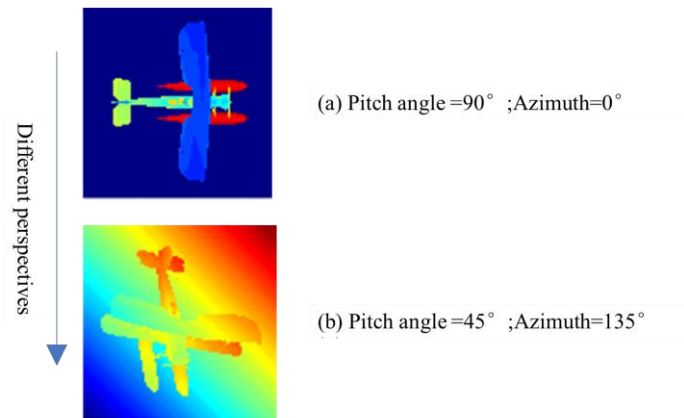 Different perspectives
(a) Pitch angle =90° ;Azimuth=0°
(b) Pitch angle =45° ;Azimuth=135°